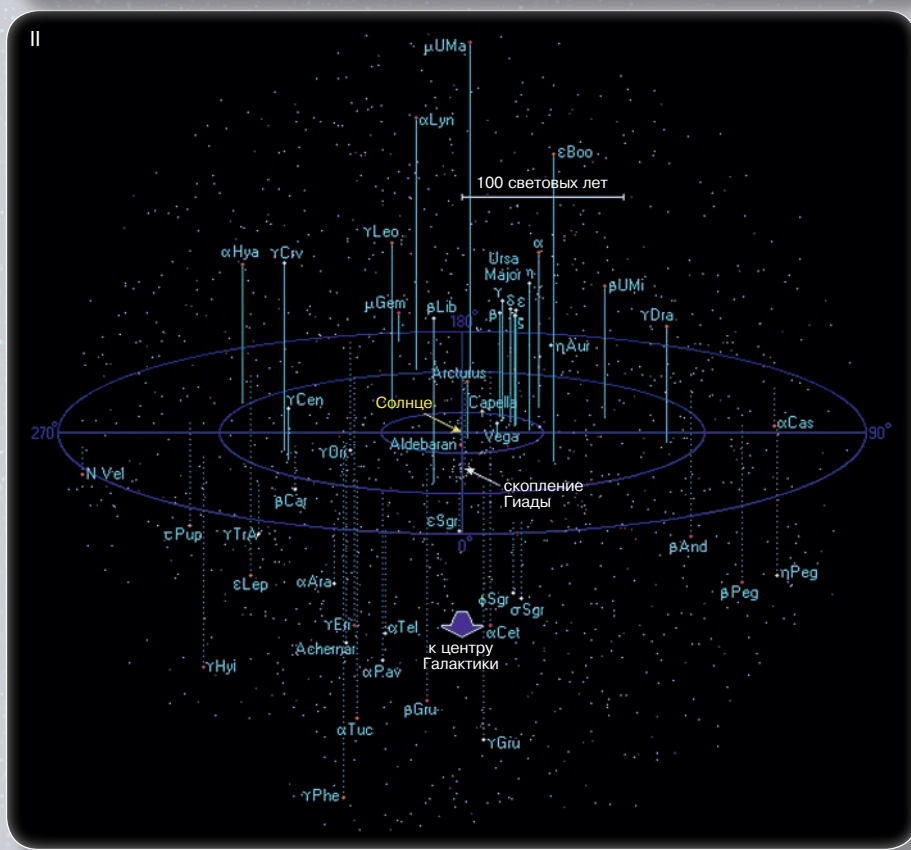 II
μUMa
αLyn
εBoo
100 световых лет
γLeo
α
αHya
γCrv
Ursa
Major
η
γ
δ
ε
βUMi
μGem
βLib
β
ζ
γDra
180°
ηAur
Arcturus
γCen
Солнце
Capella
αCas
270°
90°
Vega
Aldebaran
γOri
N Vel
скопление
Гиады
βCar
εSgr
τPup
γTrA
0°
βAnd
εLep
αAra
ηPeg
φSgr
βPeg
σSgr
γEri
αTel
αCet
Achernar
к центру
Галактики
γHyi
αPav
βGru
αTuc
γGru
γPhe